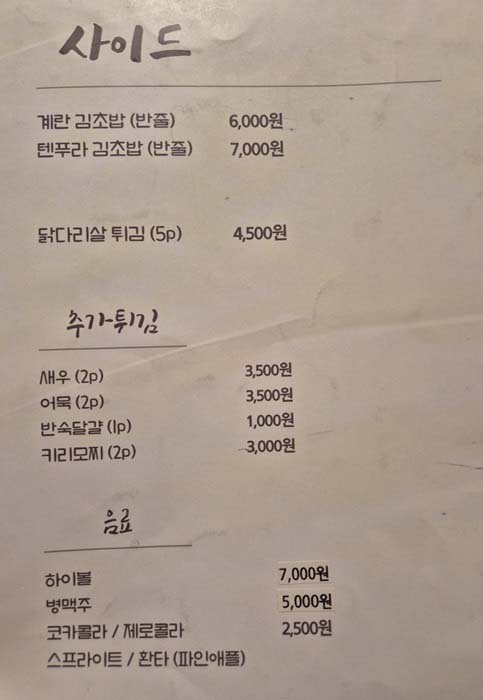 사이드
계란 김초밥 (반줄) 6,000원
텐푸라 김초밥 (반줄) 7,000원
닭다리살 튀김 (5p) 4,500원
추가튀김
새우 (2p) 3,500원
어묵 (2p) 3,500원
반숙달걀 (1p) 1,000원
키리모찌 (2p) 3,000원
음료
하이볼 7,000원
병맥주 5,000원
코카콜라 / 제로콜라 2,500원
스프라이트 / 환타 (파인애플)